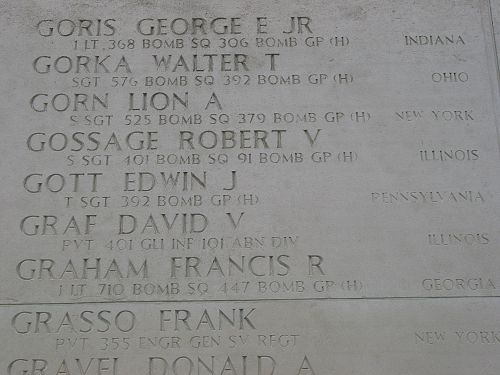 GORIS GEORGE E JR
1 LT 368 BOMB SQ 306 BOMB GP (H) INDIANA
GORKA WALTER T
SGT 576 BOMB SQ 392 BOMB GP (H) OHIO
GORN LION A
S SGT 525 BOMB SQ 379 BOMB GP (H) NEW YORK
GOSSAGE ROBERT V
S SGT 401 BOMB SQ 91 BOMB GP (H) ILLINOIS
GOTT EDWIN J
T SGT 392 BOMB GP (H) PENNSYLVANIA
GRAF DAVID V
PVT 401 GLI INF 101 ABN DIV ILLINOIS
GRAHAM FRANCIS R
1 LT 710 BOMB SQ 447 BOMB GP (H) GEORGIA
GRASSO FRANK
PVT 355 ENGR GEN SV REGT NEW YORK
GRAVEL DONALD A